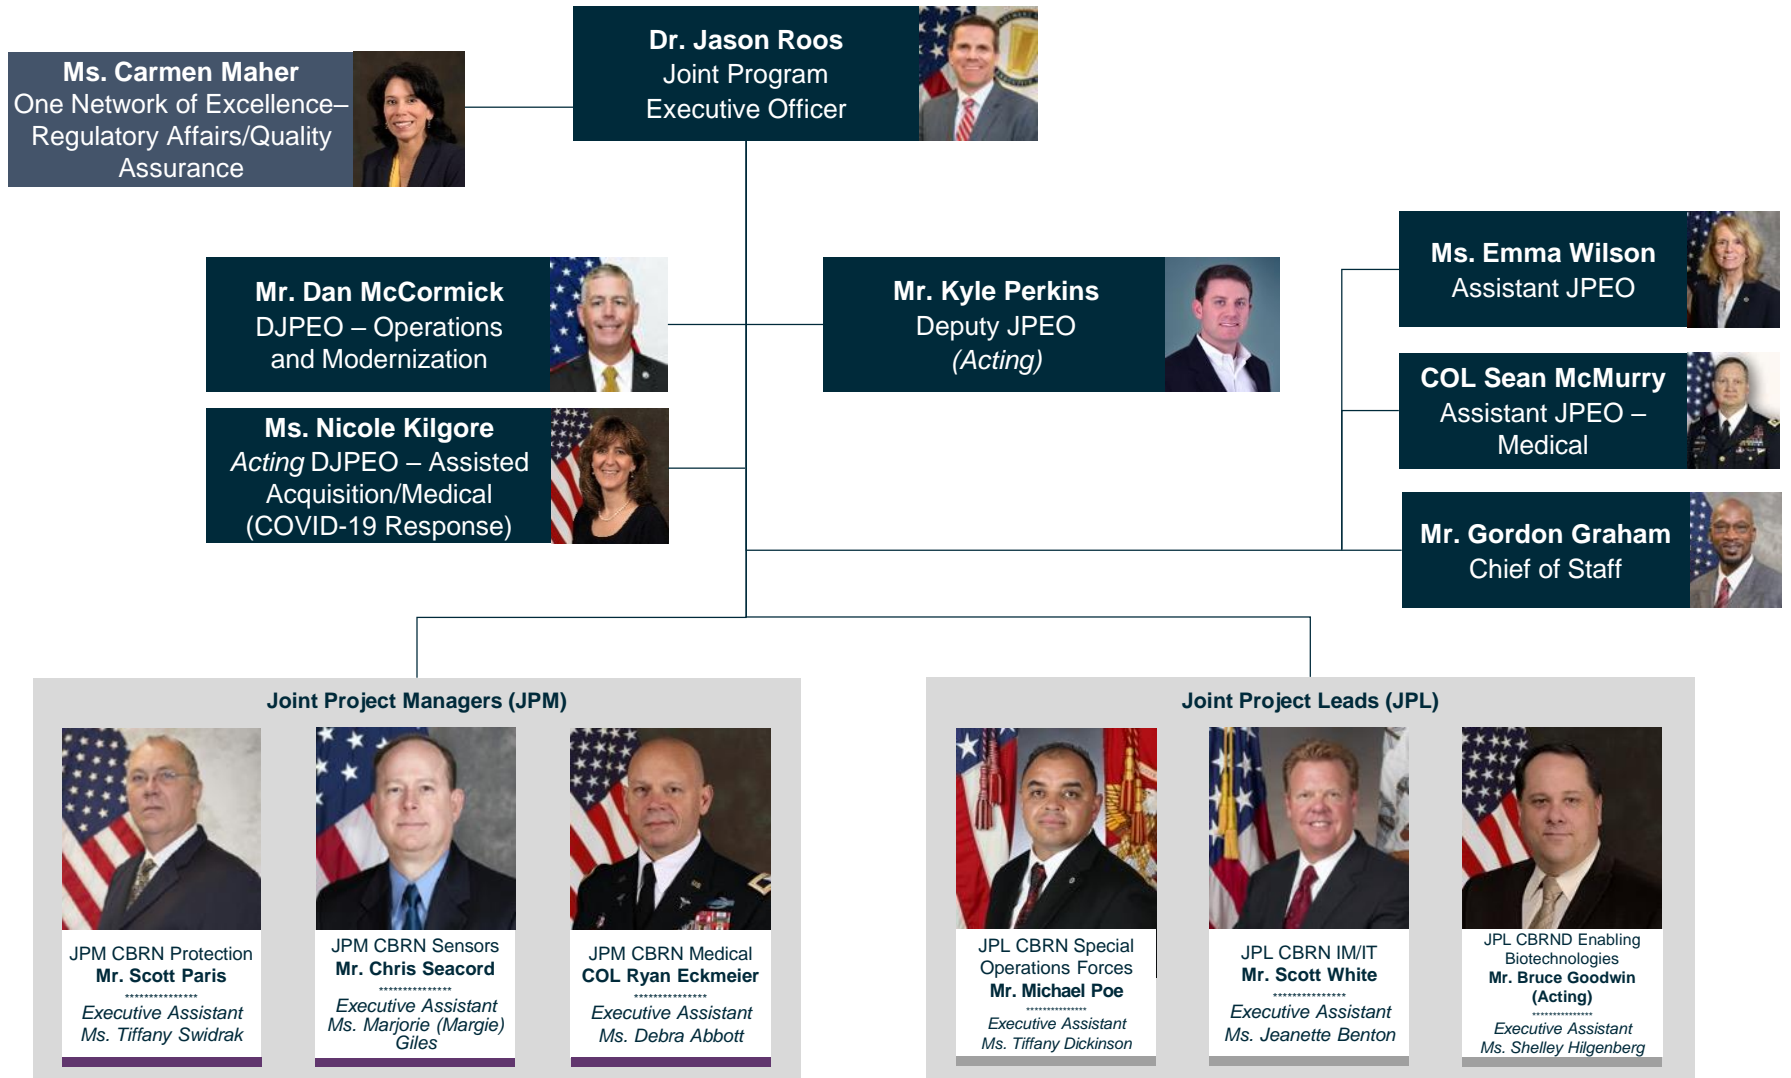 Dr. Jason Roos
Joint Program
Executive Officer
Ms. Carmen Maher
One Network of Excellence–
Regulatory Affairs/Quality
Assurance
Mr. Dan McCormick
DJPEO – Operations
and Modernization
Mr. Kyle Perkins
Deputy JPEO
(Acting)
Ms. Emma Wilson
Assistant JPEO
COL Sean McMurry
Assistant JPEO –
Medical
Ms. Nicole Kilgore
Acting DJPEO – Assisted
Acquisition/Medical
(COVID-19 Response)
Mr. Gordon Graham
Chief of Staff
Joint Project Managers (JPM)
JPM CBRN Protection
Mr. Scott Paris
***************
Executive Assistant
Ms. Tiffany Swidrak
JPM CBRN Sensors
Mr. Chris Seacord
***************
Executive Assistant
Ms. Marjorie (Margie)
Giles
JPM CBRN Medical
COL Ryan Eckmeier
***************
Executive Assistant
Ms. Debra Abbott
Joint Project Leads (JPL)
JPL CBRN Special
Operations Forces
Mr. Michael Poe
***************
Executive Assistant
Ms. Tiffany Dickinson
JPL CBRN IM/IT
Mr. Scott White
***************
Executive Assistant
Ms. Jeanette Benton
JPL CBRND Enabling
Biotechnologies
Mr. Bruce Goodwin
(Acting)
***************
Executive Assistant
Ms. Shelley Hilgenberg